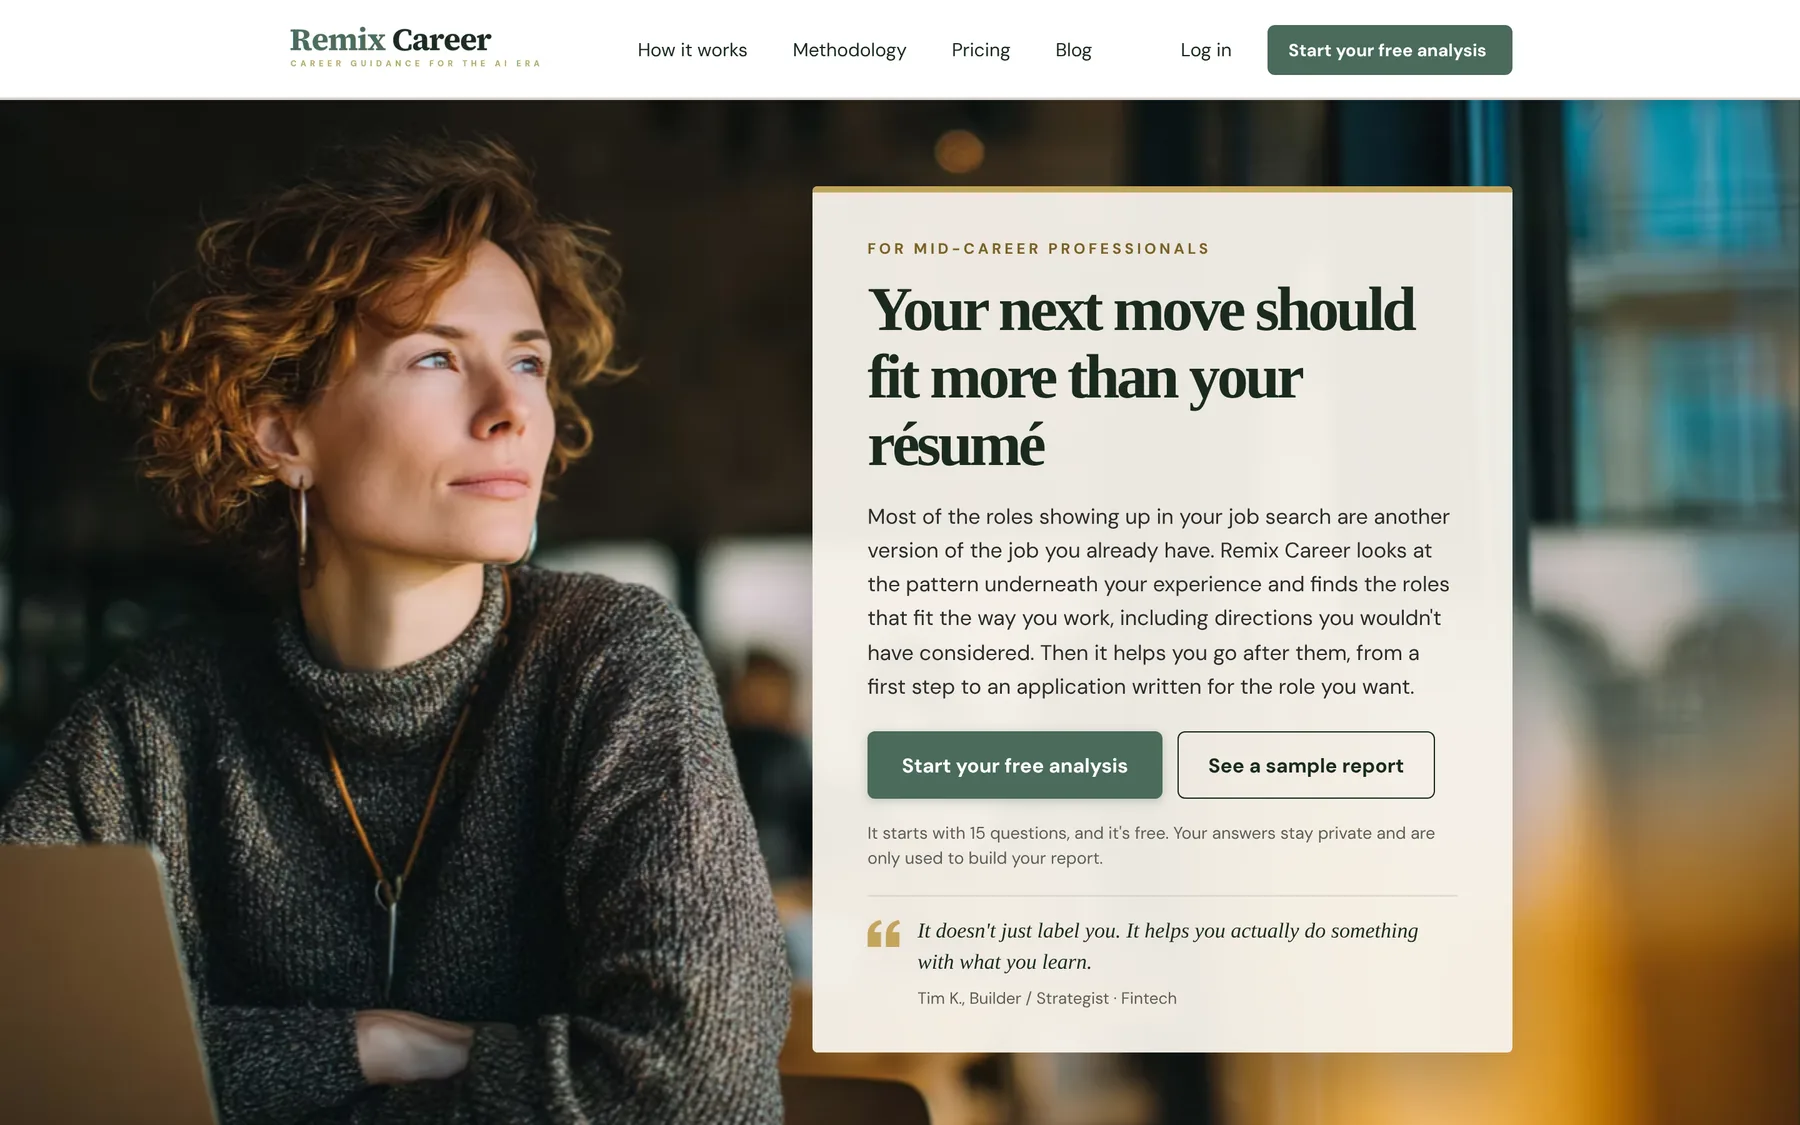 Remix Career
CAREER GUIDANCE FOR THE AI ERA
How it works
Methodology
Pricing
Blog
Log in
Start your free analysis
FOR MID-CAREER PROFESSIONALS
Your next move should
fit more than your
résumé
Most of the roles showing up in your job search are another
version of the job you already have. Remix Career looks at
the pattern underneath your experience and finds the roles
that fit the way you work, including directions you wouldn't
have considered. Then it helps you go after them, from a
first step to an application written for the role you want.
Start your free analysis
See a sample report
It starts with 15 questions, and it's free. Your answers stay private and are
only used to build your report.
“ It doesn't just label you. It helps you actually do something
with what you learn.
Tim K., Builder / Strategist · Fintech